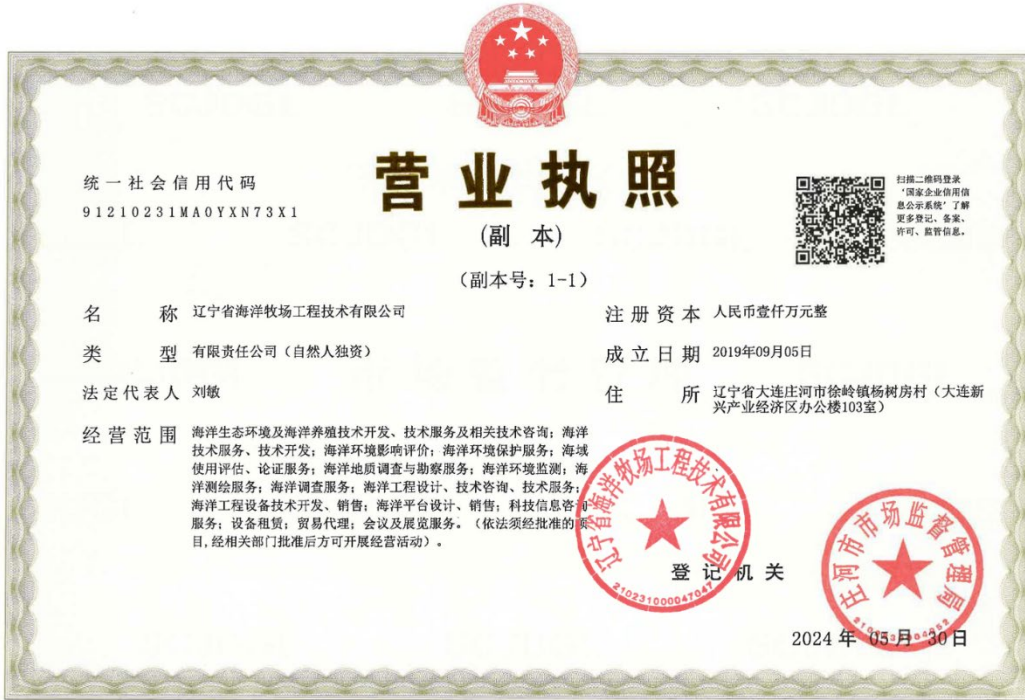 营业执照
(副 本)
(副本号: 1-1)
统一社会信用代码
91210231MA0YXN73X1
扫描二维码登录
‘国家企业信用信
息公示系统’了解
更多登记、备案、
许可、监管信息。
名 称 辽宁省海洋牧场工程技术有限公司
类 型 有限责任公司（自然人独资）
法定代表人 刘敏
经营范围 海洋生态环境及海洋养殖技术开发、技术服务及相关技术咨询; 海洋
技术服务、技术开发; 海洋环境影响评价; 海洋环境保护服务; 海域
使用评估、论证服务; 海洋地质调查与勘察服务; 海洋环境监测; 海
洋测绘服务; 海洋调查服务; 海洋工程设计、技术咨询、技术服务;
海洋工程设备技术开发、销售; 海洋平台设计、销售; 科技信息咨询
服务; 设备租赁; 贸易代理; 会议及展览服务。（依法须经批准的项
目,经相关部门批准后方可开展经营活动）。
注册资本 人民币壹仟万元整
成立日期 2019年09月05日
住 所 辽宁省大连庄河市徐岭镇杨树房村（大连新
兴产业经济区办公楼103室）
辽宁省海洋牧场工程技术有限公司
210231000047047
登记机关
庄河市市场监督管理局
2024 年 05月 30日